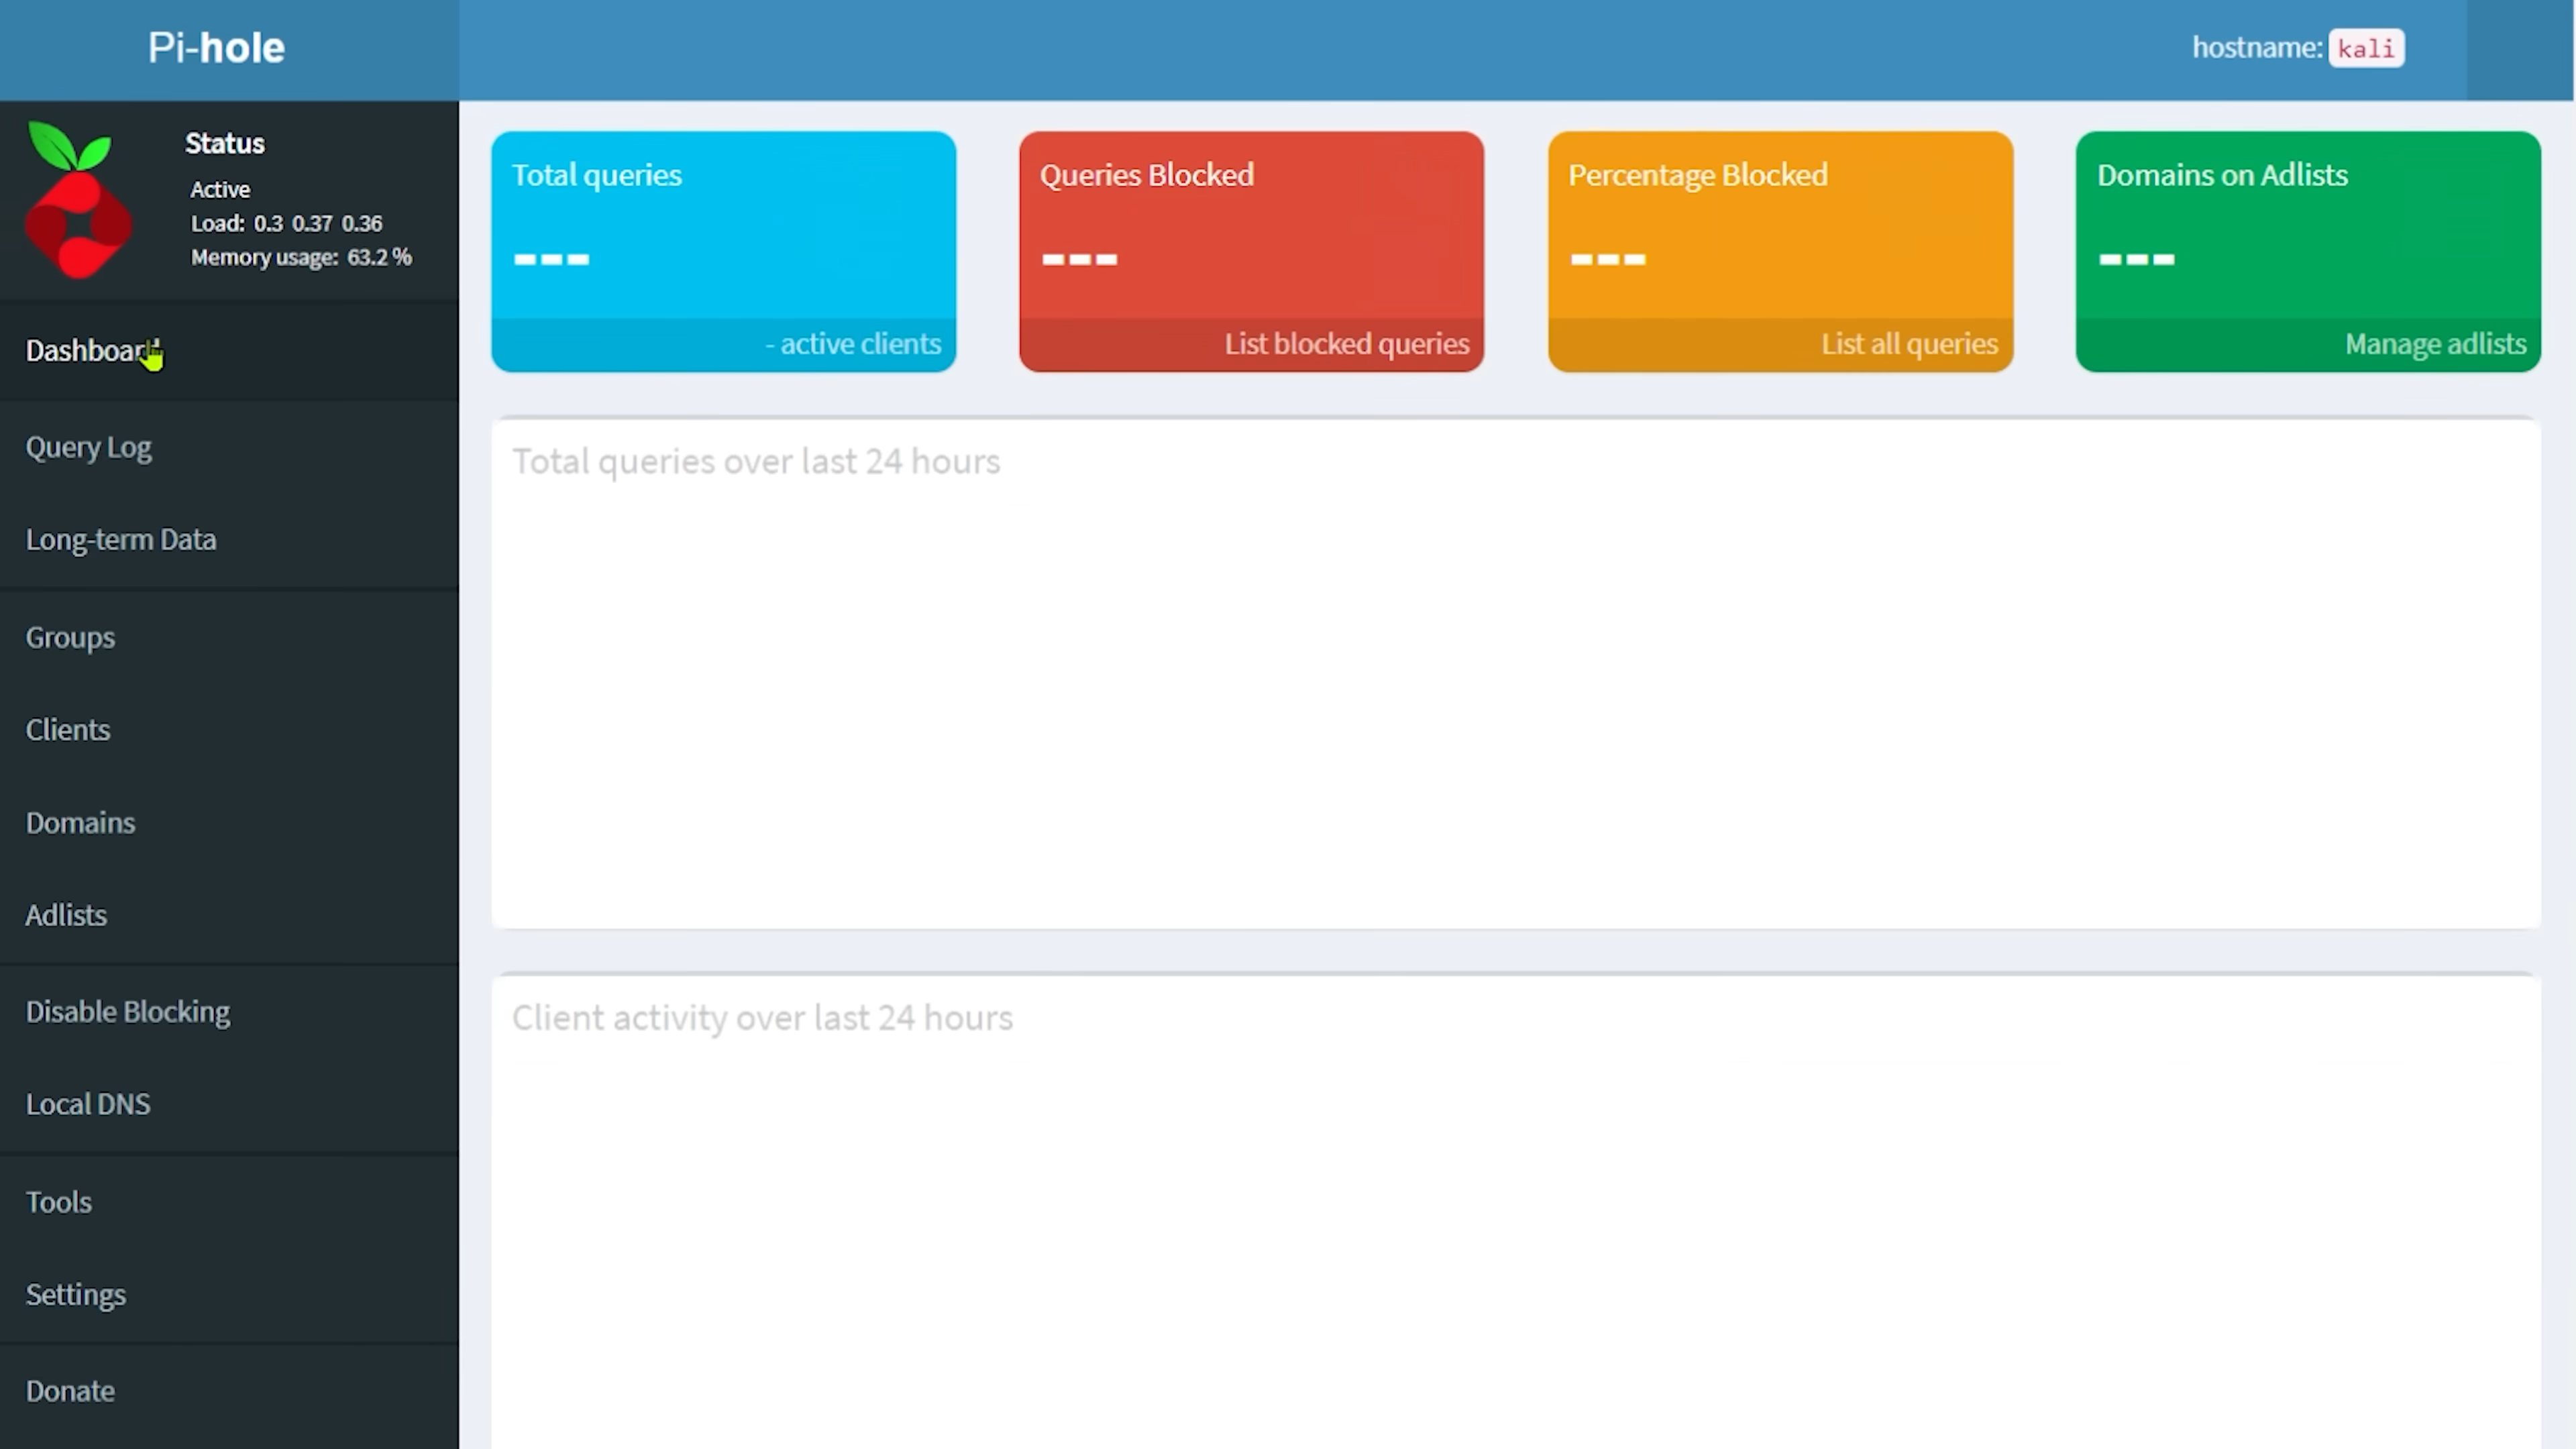 Pi-hole
hostname: kali
Status
Active
Load: 0.3 0.37 0.36
Memory usage: 63.2 %
Dashboard
Query Log
Long-term Data
Groups
Clients
Domains
Adlists
Disable Blocking
Local DNS
Tools
Settings
Donate
Total queries
---
- active clients
Queries Blocked
---
List blocked queries
Percentage Blocked
---
List all queries
Domains on Adlists
---
Manage adlists
Total queries over last 24 hours
Client activity over last 24 hours